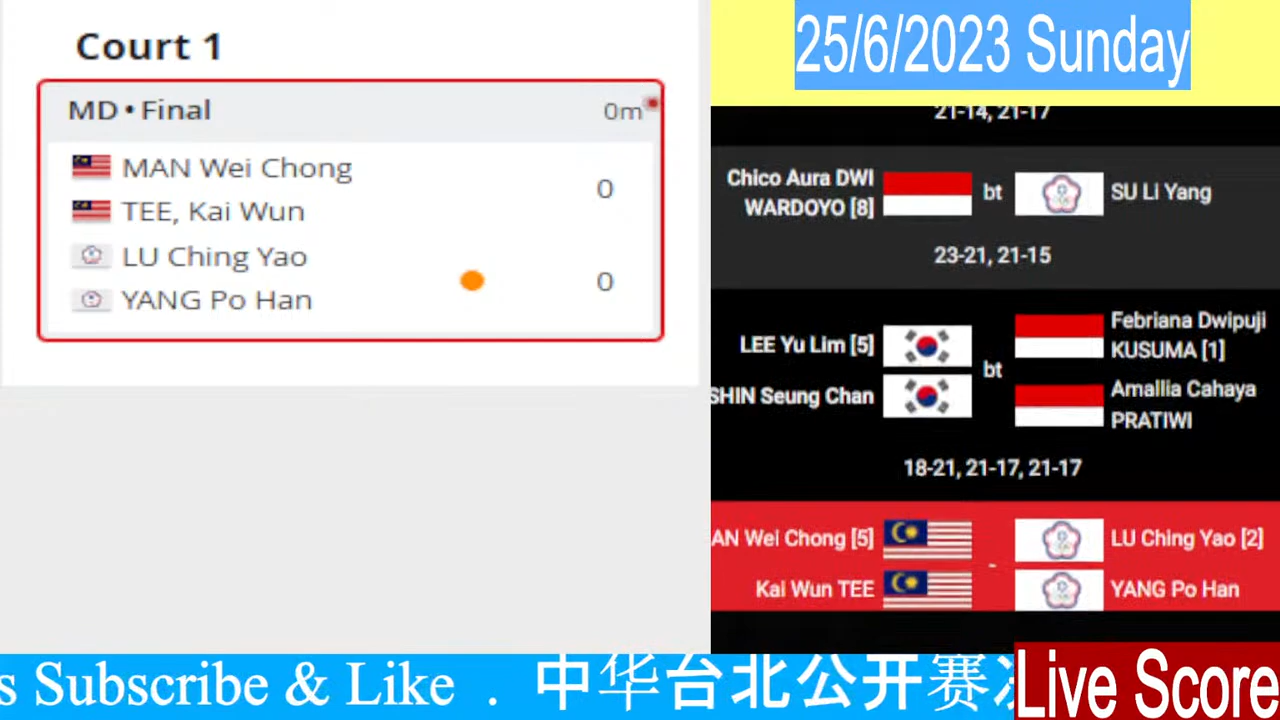 Court 1
MD • Final 0m
MAN Wei Chong
TEE, Kai Wun
0
LU Ching Yao
YANG Po Han
0
25/6/2023 Sunday
21-14, 21-17
Chico Aura DWI
WARDOYO [8]
bt
SU Li Yang
23-21, 21-15
LEE Yu Lim [5]
SHIN Seung Chan
bt
Febriana Dwipuji
KUSUMA [1]
Amallia Cahaya
PRATIWI
18-21, 21-17, 21-17
AN Wei Chong [5]
Kai Wun TEE
-
LU Ching Yao [2]
YANG Po Han
s Subscribe & Like . 中华台北公开赛
Live Score